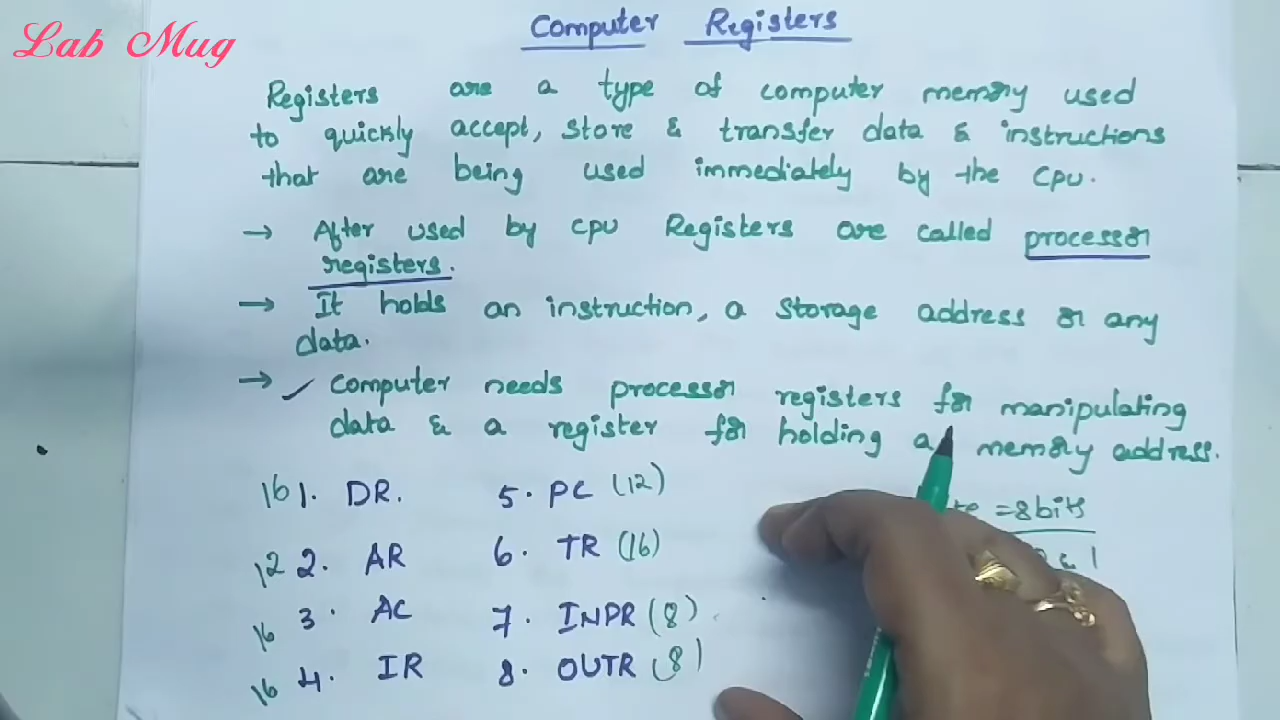 Lab Mug
Computer Registers
Registers are a type of computer memory used
to quickly accept, store & transfer data & instructions
that are being used immediately by the CPU.
→ After used by CPU Registers are called processor
registers.
→ It holds an instruction, a storage address or any
data.
→ ✓ Computer needs processor registers for manipulating
data & a register for holding a memory address.
16 1. DR. 5. PC (12)
=8bits
12 2. AR 6. TR (16)
16 3. AC 7. INPR (8)
16 4. IR 8. OUTR (8)